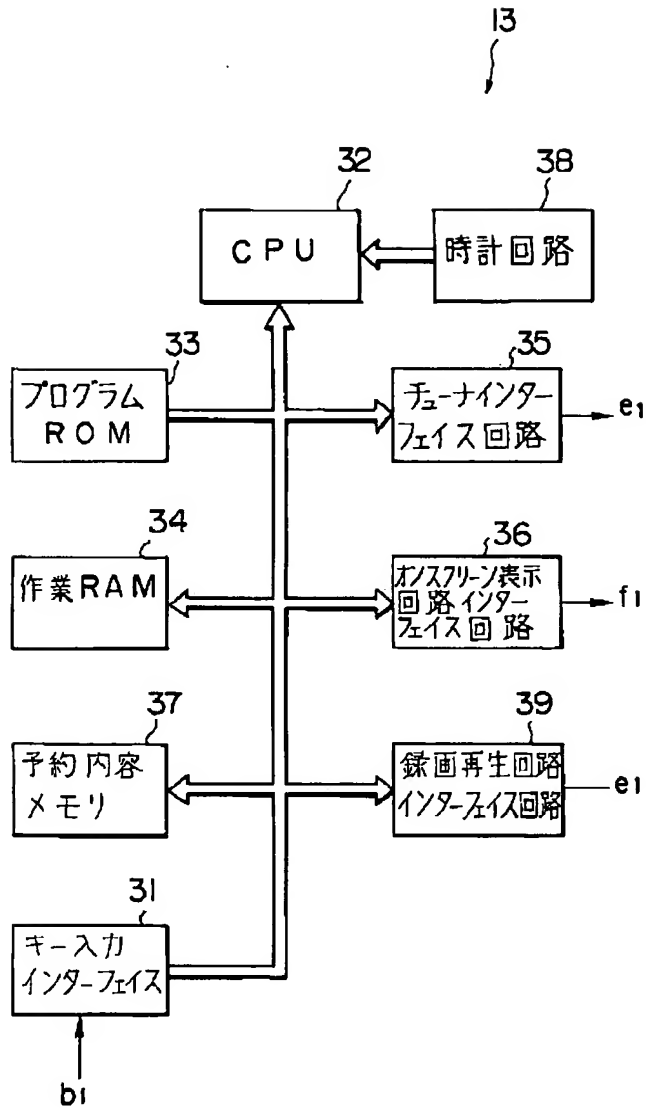 13
32
CPU
38
時計回路
33
プログラム
ROM
35
チューナインター
フェイス回路
e1
34
作業RAM
36
オンスクリーン表示
回路インター
フェイス回路
f1
37
予約内容
メモリ
39
録画再生回路
インターフェイス回路
e1
31
キー入力
インターフェイス
b1